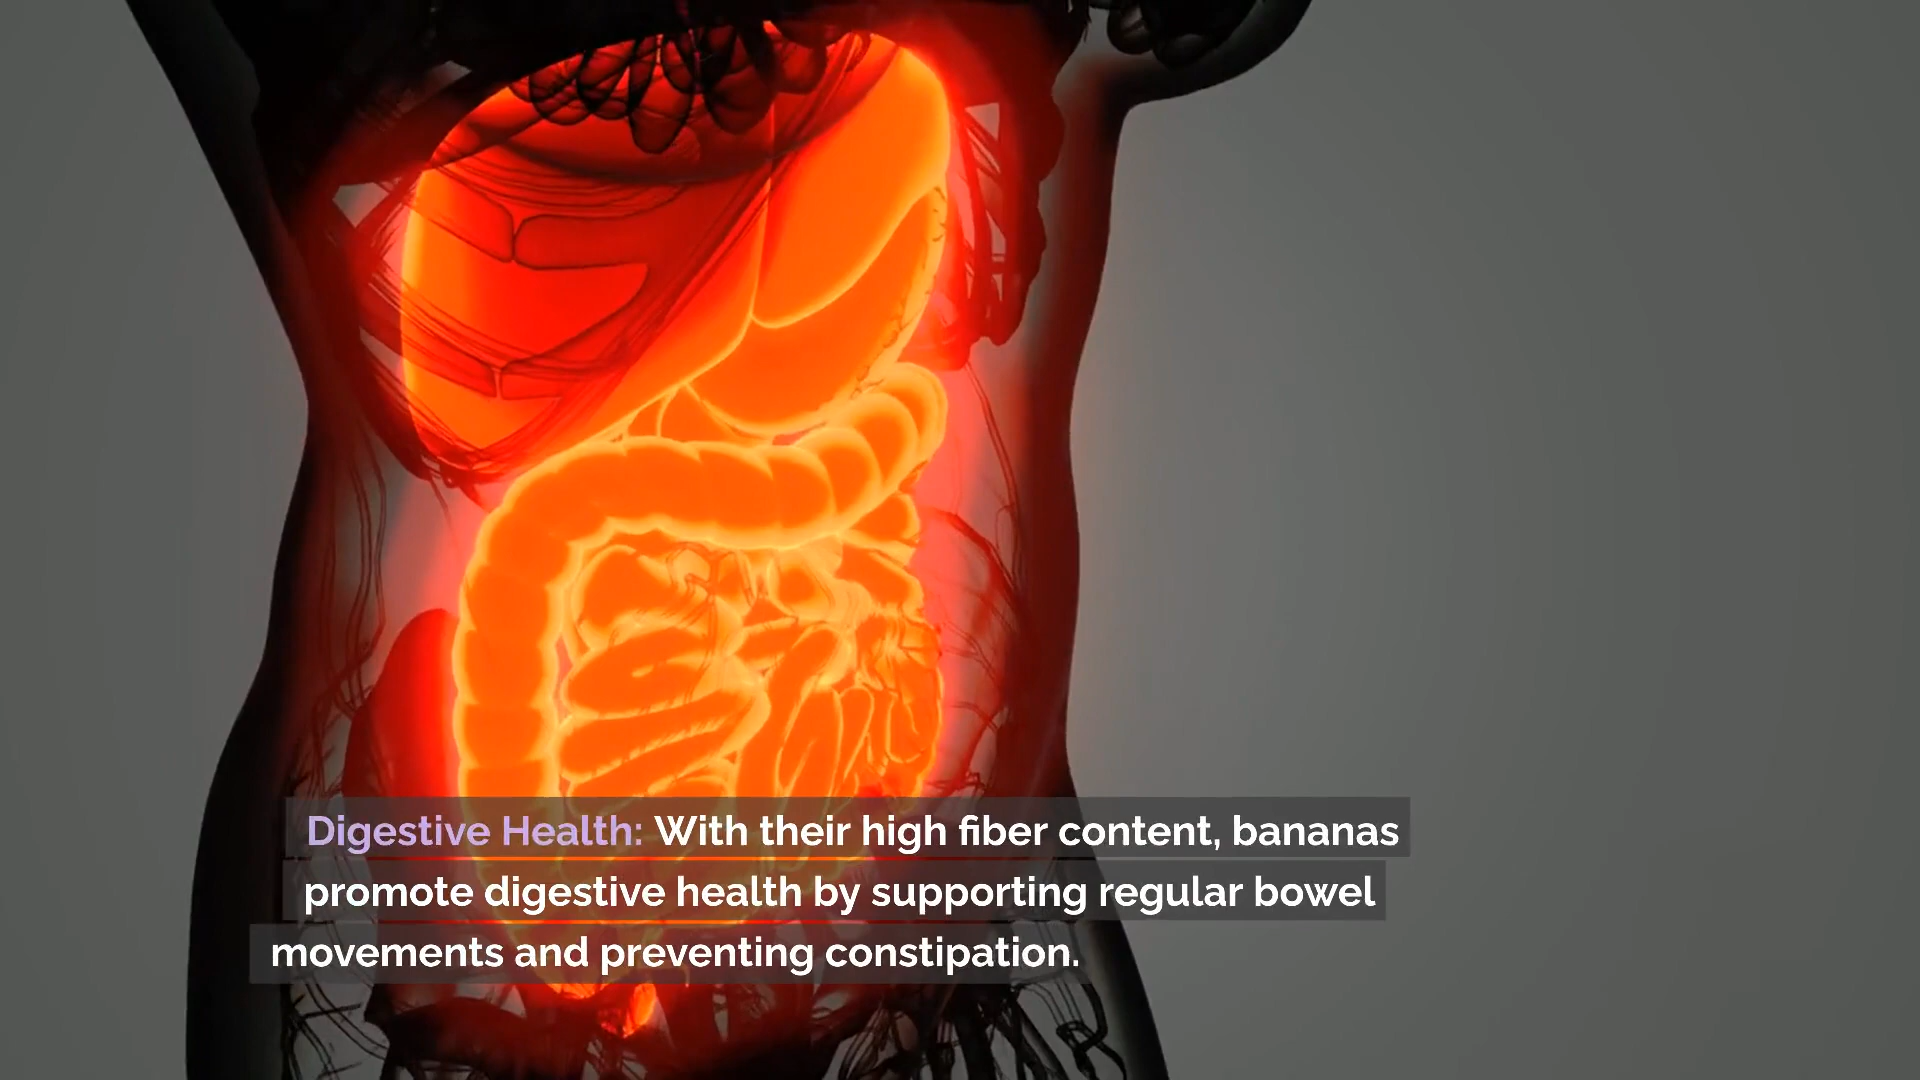 Digestive Health: With their high fiber content, bananas
promote digestive health by supporting regular bowel
movements and preventing constipation.